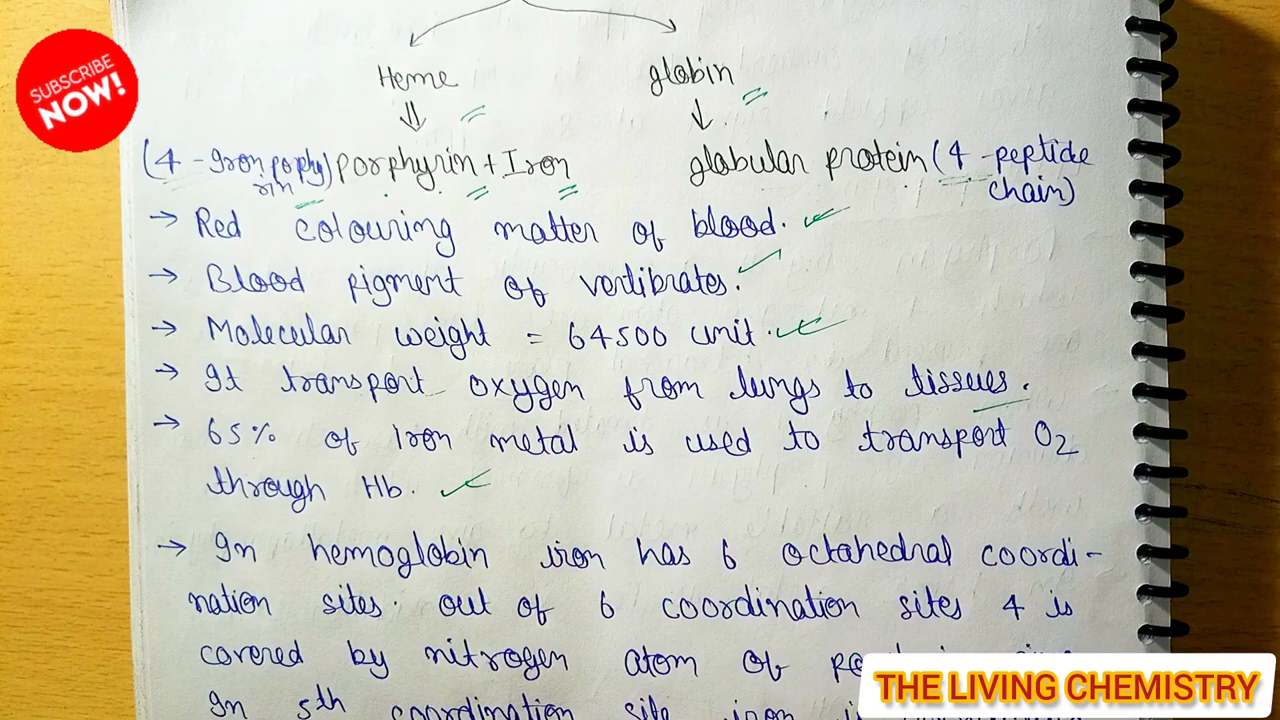 SUBSCRIBE
NOW!
Heme globin
(4 - Iron porphyrin) porphyrin + Iron globular protein (4 - peptide chain)
→ Red colouring matter of blood.
→ Blood pigment of vertibrates.
→ Molecular weight = 64500 unit.
→ It transport oxygen from lungs to tissues.
→ 65% of Iron metal is used to transport O2
through Hb.
→ In hemoglobin iron has 6 octahedral coordi-
nation sites. out of 6 coordination sites 4 is
covered by nitrogen atom of
In 5th coordination site iron
THE LIVING CHEMISTRY